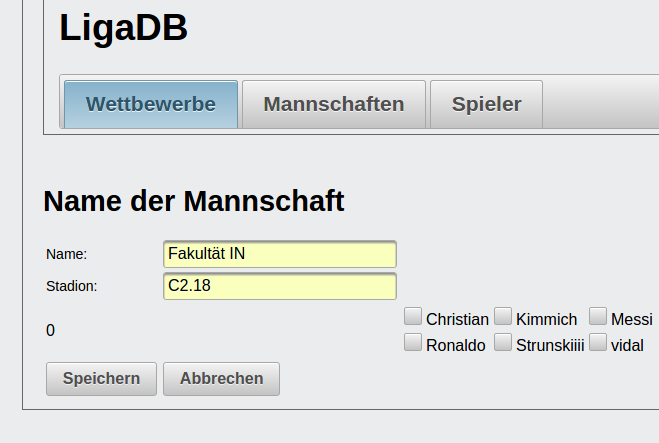 LigaDB
Wettbewerbe Mannschaften Spieler
Name der Mannschaft
Name: Fakultät IN
Stadion: C2.18
0
Christian Kimmich Messi
Ronaldo Strunskiiii vidal
Speichern Abbrechen